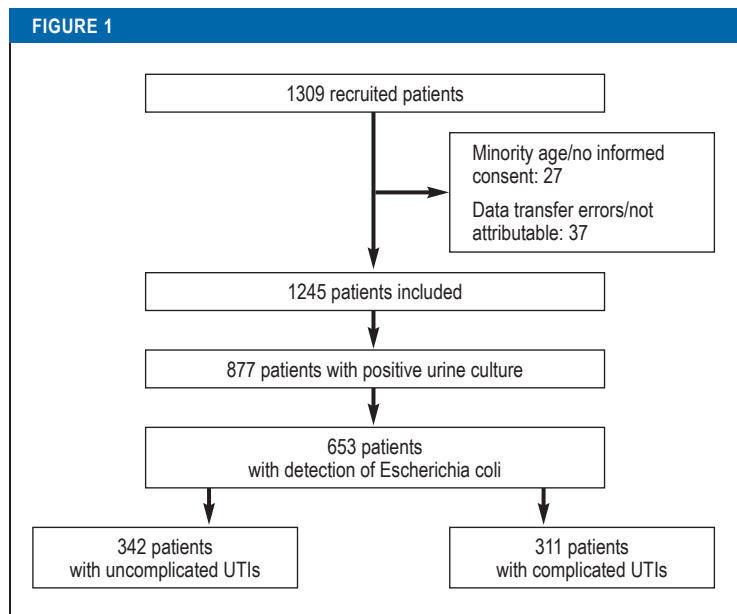 FIGURE 1
1309 recruited patients
Minority age/no informed
consent: 27
Data transfer errors/not
attributable: 37
1245 patients included
877 patients with positive urine culture
653 patients
with detection of Escherichia coli
342 patients
with uncomplicated UTIs
311 patients
with complicated UTIs